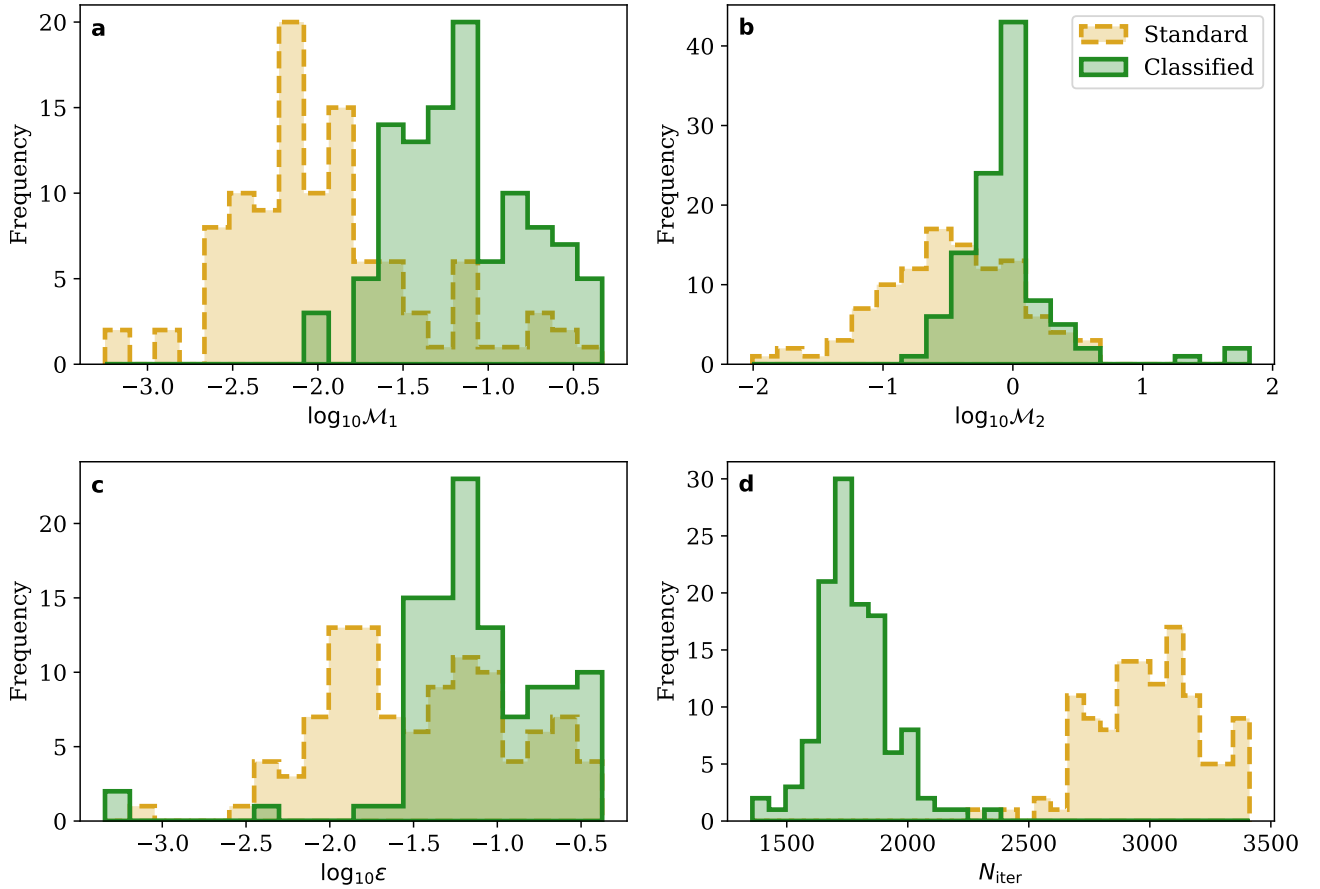 a
20
15
10
5
0
Frequency
−3.0 −2.5 −2.0 −1.5 −1.0 −0.5
log₁₀ℳ₁
b
Standard
Classified
40
30
20
10
0
Frequency
−2 −1 0 1 2
log₁₀ℳ₂
c
20
15
10
5
0
Frequency
−3.0 −2.5 −2.0 −1.5 −1.0 −0.5
log₁₀ε
d
30
25
20
15
10
5
0
Frequency
1500 2000 2500 3000 3500
N_iter